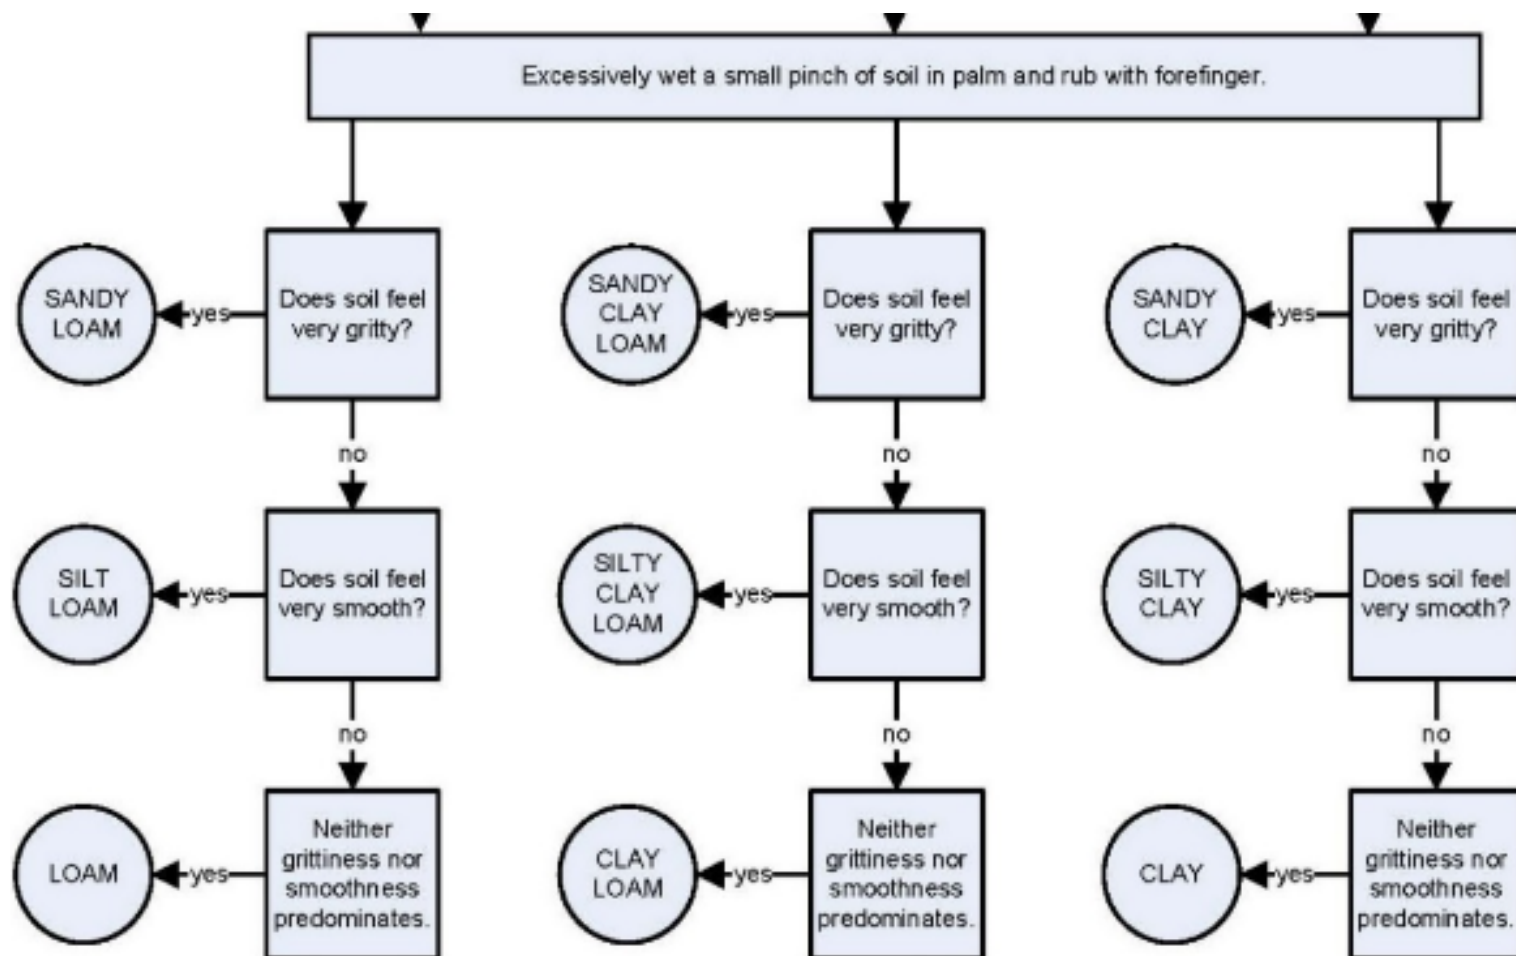 Excessively wet a small pinch of soil in palm and rub with forefinger.
SANDY
LOAM
yes
Does soil feel
very gritty?
SANDY
CLAY
LOAM
yes
Does soil feel
very gritty?
SANDY
CLAY
yes
Does soil feel
very gritty?
no
no
no
SILT
LOAM
yes
Does soil feel
very smooth?
SILTY
CLAY
LOAM
yes
Does soil feel
very smooth?
SILTY
CLAY
yes
Does soil feel
very smooth?
no
no
no
LOAM
yes
Neither
grittiness nor
smoothness
predominates.
CLAY
LOAM
yes
Neither
grittiness nor
smoothness
predominates.
CLAY
yes
Neither
grittiness nor
smoothness
predominates.